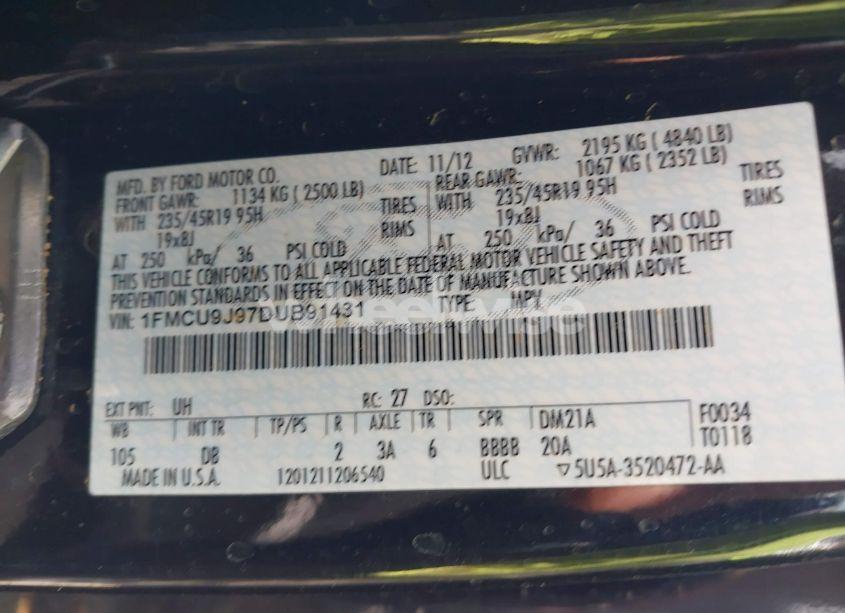 MFD. BY FORD MOTOR CO. DATE: 11/12 GVWR: 2195 KG ( 4840 LB)
FRONT GAWR: 1134 KG ( 2500 LB) REAR GAWR: 1067 KG ( 2352 LB)
WITH 235/45R19 95H TIRES WITH 235/45R19 95H TIRES
19x8J RIMS 19x8J RIMS
AT 250 kPa/ 36 PSI COLD AT 250 kPa/ 36 PSI COLD
THIS VEHICLE CONFORMS TO ALL APPLICABLE FEDERAL MOTOR VEHICLE SAFETY AND THEFT
PREVENTION STANDARDS IN EFFECT ON THE DATE OF MANUFACTURE SHOWN ABOVE.
VIN: 1FMCU9J97DUB91431 TYPE: MPV
EXT PNT: UH RC: 27 DSO:
WB INT TR TP/PS R AXLE TR SPR DM21A F0034
105 DB 2 3A 6 BBBB 20A T0118
MADE IN U.S.A. 1201211206540 ULC 5U5A-3520472-AA